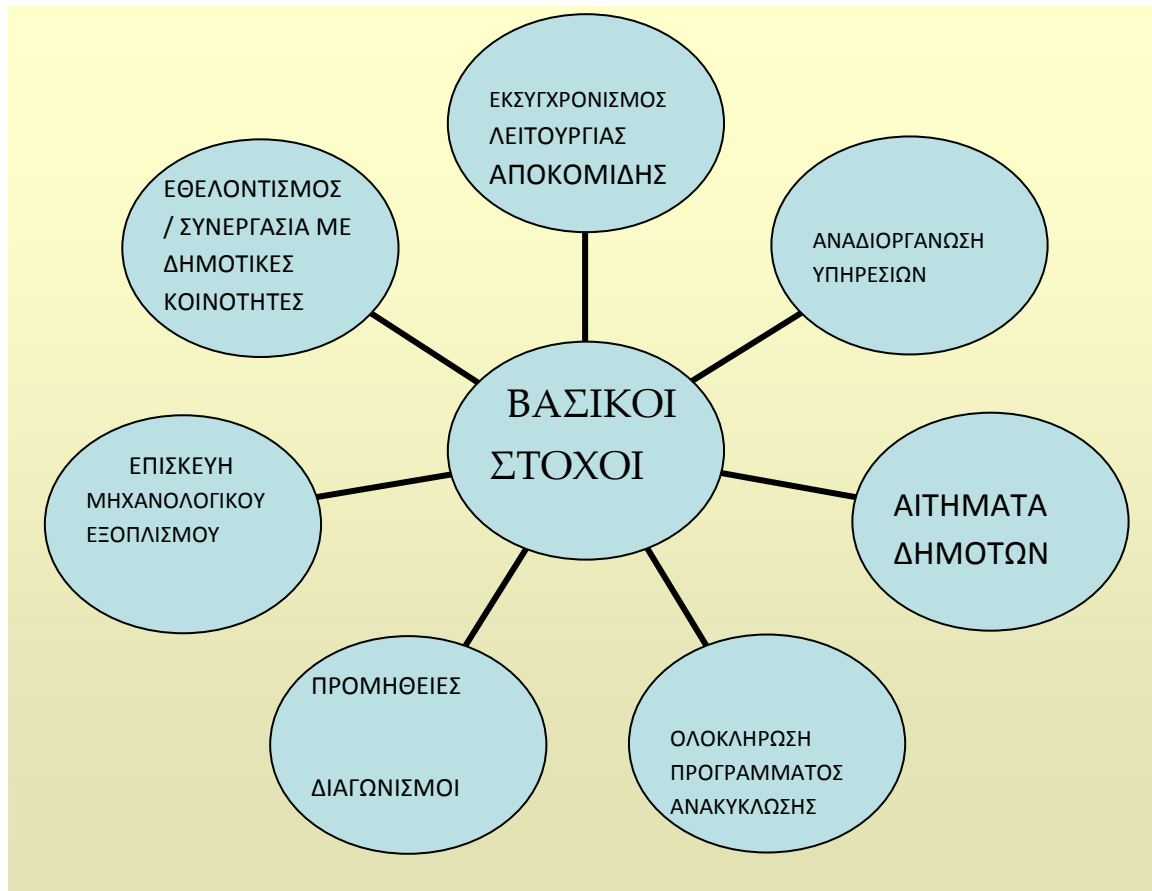 ΕΚΣΥΓΧΡΟΝΙΣΜΟΣ
ΛΕΙΤΟΥΡΓΙΑΣ
ΑΠΟΚΟΜΙΔΗΣ
ΕΘΕΛΟΝΤΙΣΜΟΣ
/ ΣΥΝΕΡΓΑΣΙΑ ΜΕ
ΔΗΜΟΤΙΚΕΣ
ΚΟΙΝΟΤΗΤΕΣ
ΑΝΑΔΙΟΡΓΑΝΩΣΗ
ΥΠΗΡΕΣΙΩΝ
ΒΑΣΙΚΟΙ
ΣΤΟΧΟΙ
ΕΠΙΣΚΕΥΗ
ΜΗΧΑΝΟΛΟΓΙΚΟΥ
ΕΞΟΠΛΙΣΜΟΥ
ΑΙΤΗΜΑΤΑ
ΔΗΜΟΤΩΝ
ΠΡΟΜΗΘΕΙΕΣ
ΔΙΑΓΩΝΙΣΜΟΙ
ΟΛΟΚΛΗΡΩΣΗ
ΠΡΟΓΡΑΜΜΑΤΟΣ
ΑΝΑΚΥΚΛΩΣΗΣ